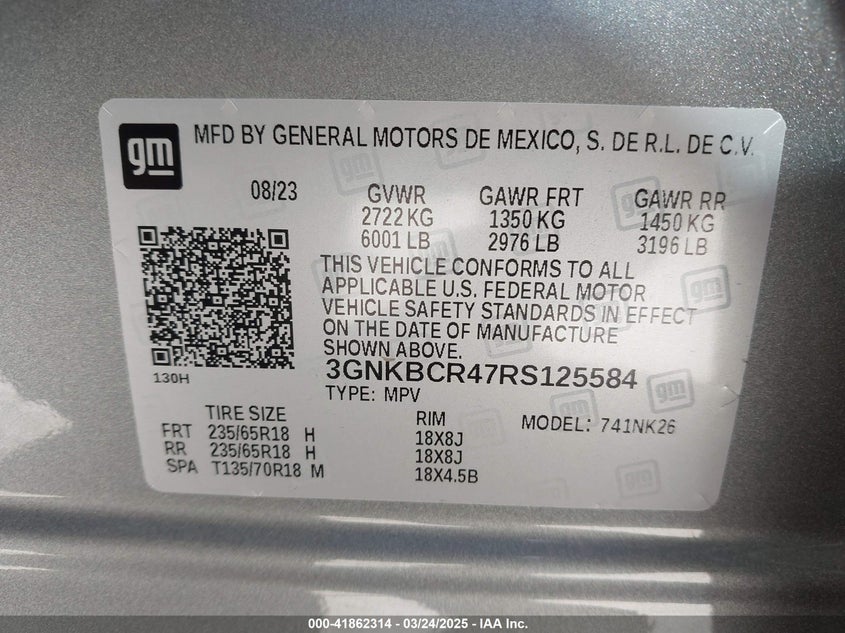 gm
MFD BY GENERAL MOTORS DE MEXICO, S. DE R.L. DE C.V.
08/23
GVWR GAWR FRT GAWR RR
2722 KG 1350 KG 1450 KG
6001 LB 2976 LB 3196 LB
THIS VEHICLE CONFORMS TO ALL
APPLICABLE U.S. FEDERAL MOTOR
VEHICLE SAFETY STANDARDS IN EFFECT
ON THE DATE OF MANUFACTURE
SHOWN ABOVE.
3GNKBCR47RS125584
130H
TYPE: MPV
TIRE SIZE RIM MODEL: 741NK26
FRT 235/65R18 H 18X8J
RR 235/65R18 H 18X8J
SPA T135/70R18 M 18X4.5B
000-41862314 - 03/24/2025 - IAA Inc.